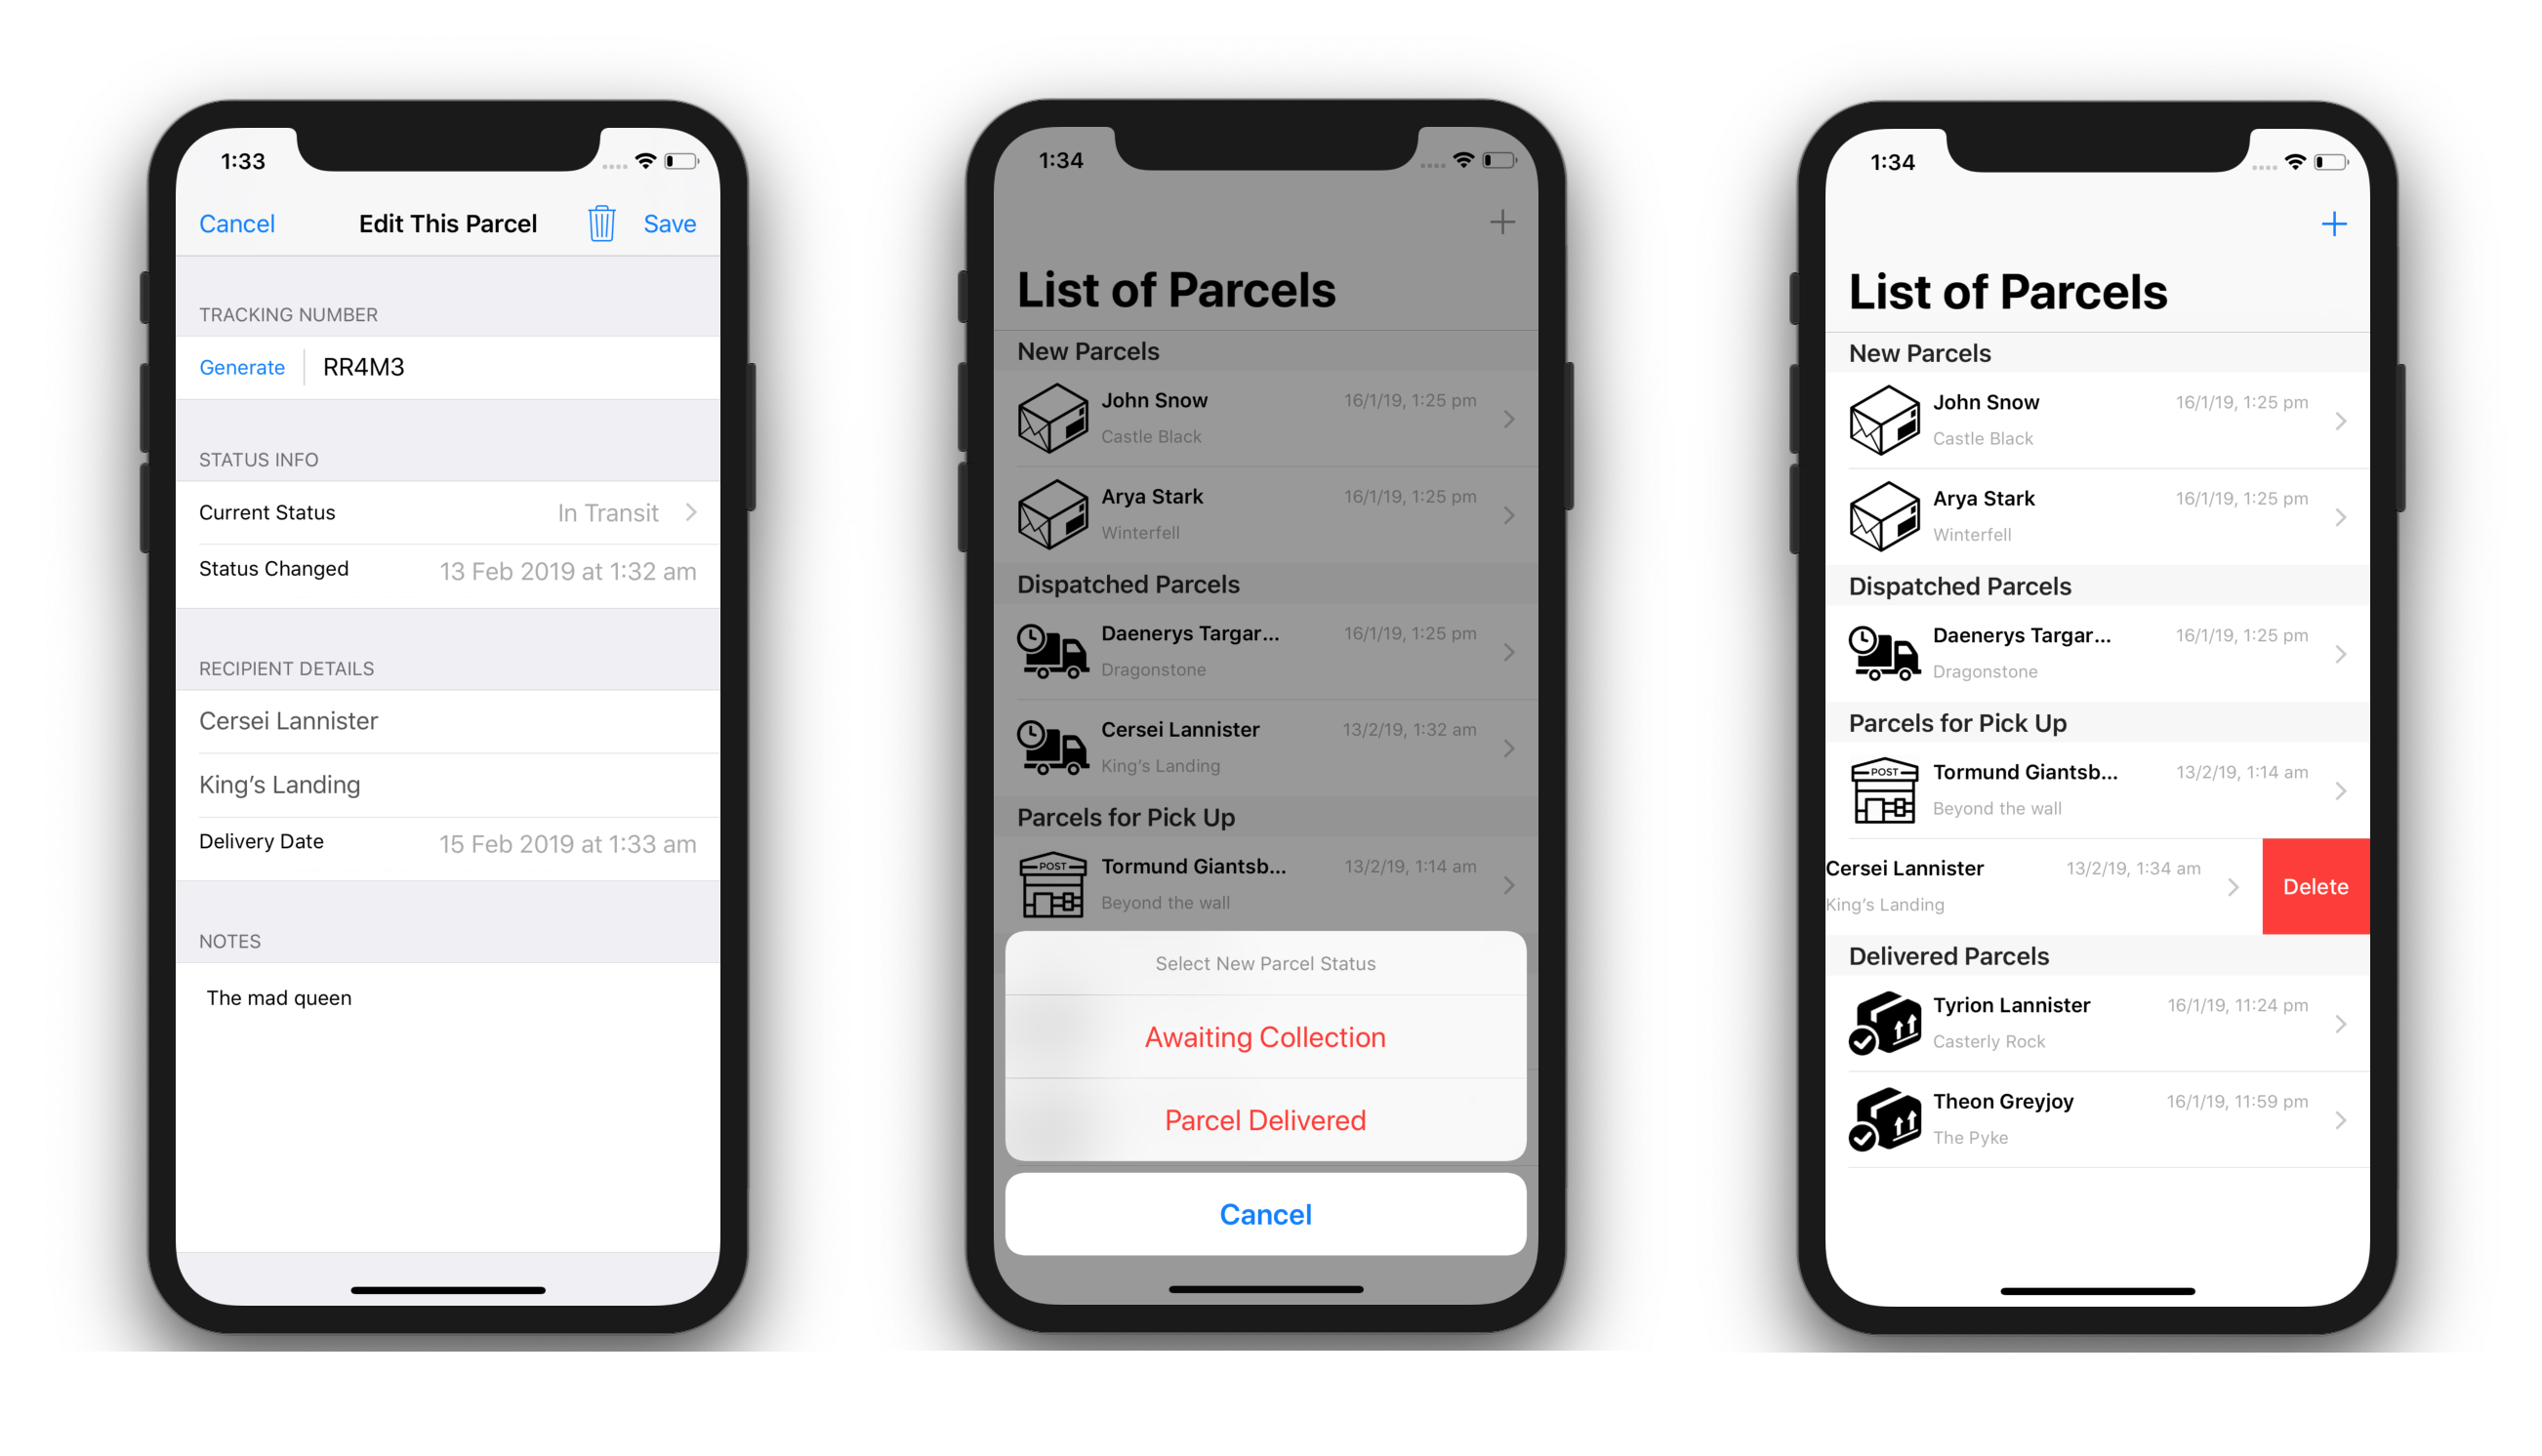 1:33
Cancel Edit This Parcel Save
TRACKING NUMBER
Generate RR4M3
STATUS INFO
Current Status In Transit
Status Changed 13 Feb 2019 at 1:32 am
RECIPIENT DETAILS
Cersei Lannister
King's Landing
Delivery Date 15 Feb 2019 at 1:33 am
NOTES
The mad queen
1:34
List of Parcels
New Parcels
John Snow 16/1/19, 1:25 pm
Castle Black
Arya Stark 16/1/19, 1:25 pm
Winterfell
Dispatched Parcels
Daenerys Targar... 16/1/19, 1:25 pm
Dragonstone
Cersei Lannister 13/2/19, 1:32 am
King's Landing
Parcels for Pick Up
POST
Tormund Giantsb... 13/2/19, 1:14 am
Beyond the wall
Select New Parcel Status
Awaiting Collection
Parcel Delivered
Cancel
1:34
List of Parcels
New Parcels
John Snow 16/1/19, 1:25 pm
Castle Black
Arya Stark 16/1/19, 1:25 pm
Winterfell
Dispatched Parcels
Daenerys Targar... 16/1/19, 1:25 pm
Dragonstone
Parcels for Pick Up
POST
Tormund Giantsb... 13/2/19, 1:14 am
Beyond the wall
Cersei Lannister 13/2/19, 1:34 am
King's Landing
Delete
Delivered Parcels
Tyrion Lannister 16/1/19, 11:24 pm
Casterly Rock
Theon Greyjoy 16/1/19, 11:59 pm
The Pyke